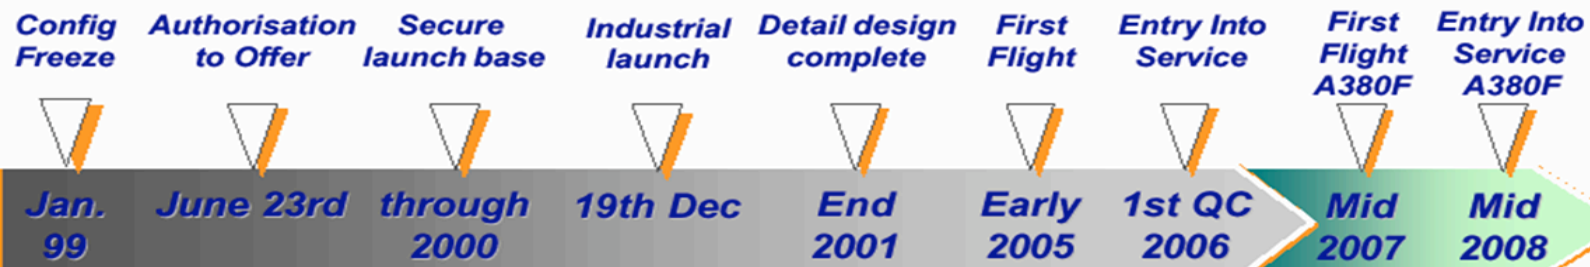 Config
Freeze
Authorisation
to Offer
Secure
launch base
Industrial
launch
Detail design
complete
First
Flight
Entry Into
Service
First
Flight
A380F
Entry Into
Service
A380F
Jan.
99
June 23rd
through
2000
19th Dec
End
2001
Early
2005
1st QC
2006
Mid
2007
Mid
2008